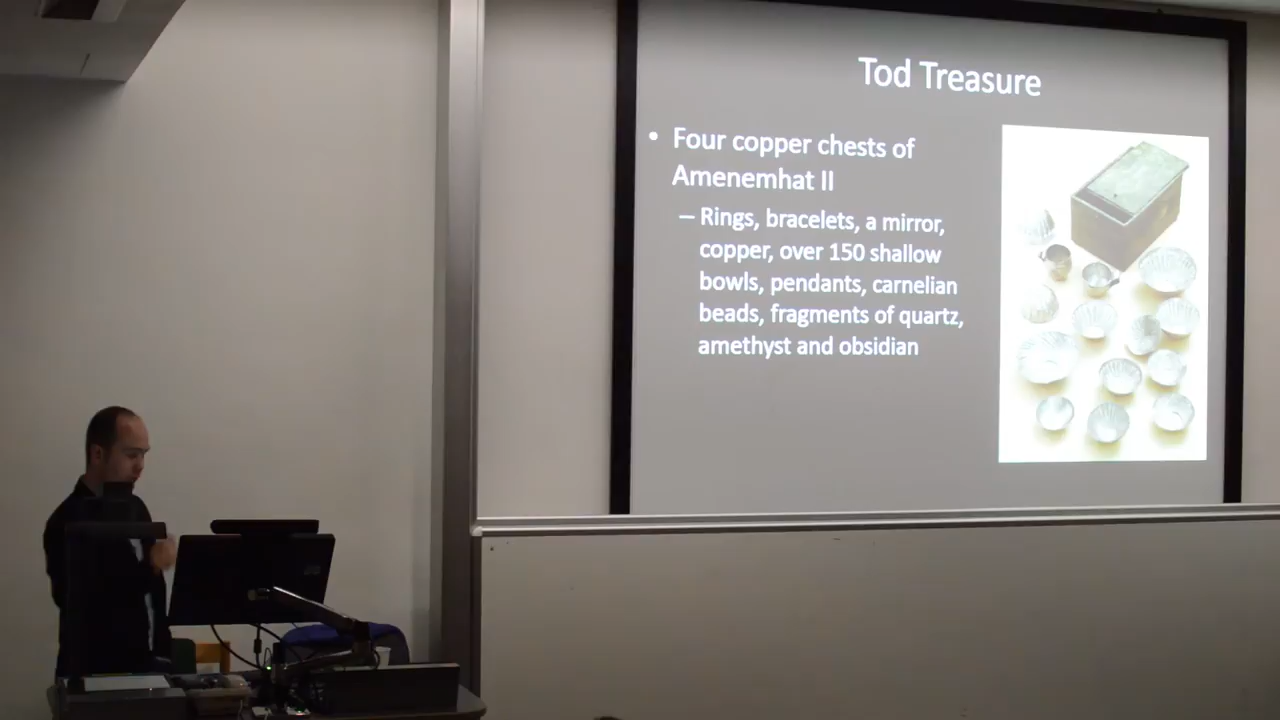 Tod Treasure
• Four copper chests of
Amenemhat II
– Rings, bracelets, a mirror,
copper, over 150 shallow
bowls, pendants, carnelian
beads, fragments of quartz,
amethyst and obsidian